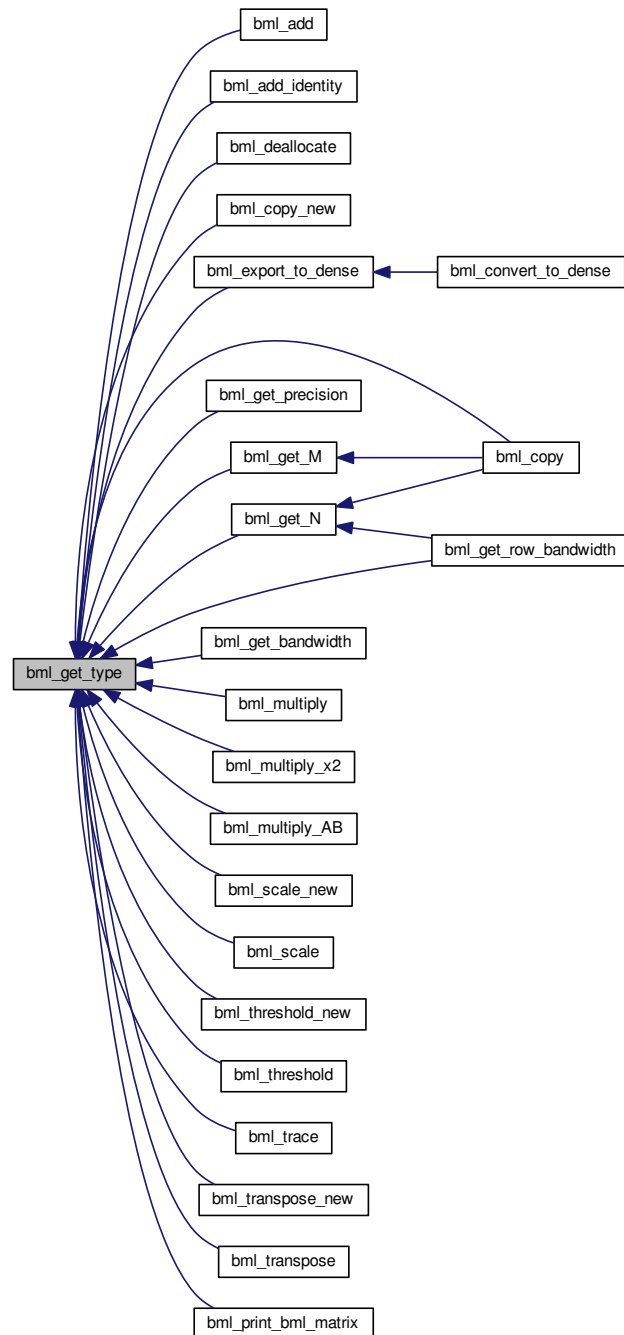 bml_add
bml_add_identity
bml_deallocate
bml_copy_new
bml_export_to_dense
bml_convert_to_dense
bml_get_precision
bml_get_M
bml_copy
bml_get_N
bml_get_row_bandwidth
bml_get_bandwidth
bml_get_type
bml_multiply
bml_multiply_x2
bml_multiply_AB
bml_scale_new
bml_scale
bml_threshold_new
bml_threshold
bml_trace
bml_transpose_new
bml_transpose
bml_print_bml_matrix